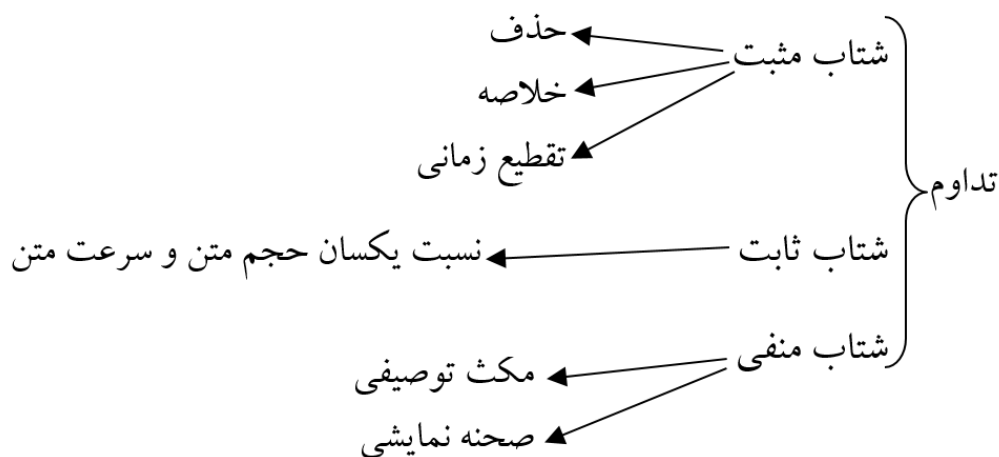 تداوم
شتاب مثبت
حذف
خلاصه
تقطیع زمانی
شتاب ثابت
نسبت یکسان حجم متن و سرعت متن
شتاب منفی
مکث توصیفی
صحنه نمایشی